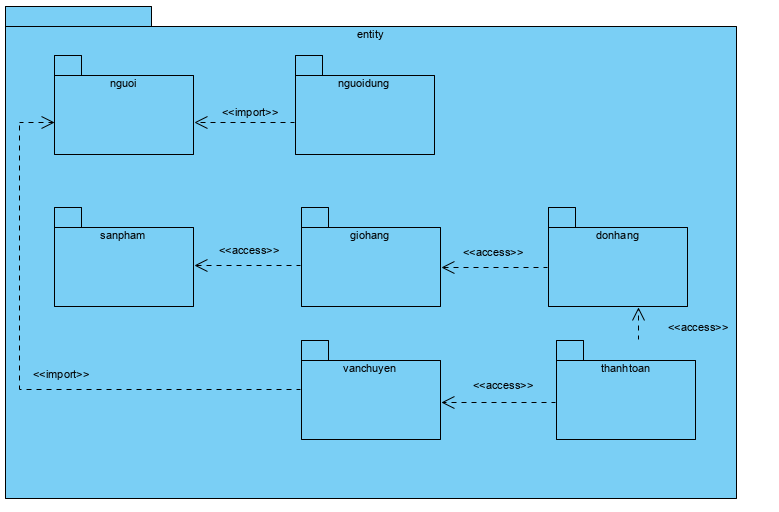 entity
nguoi
nguoidung
<<import>>
sanpham
giohang
donhang
<<access>>
<<access>>
<<access>>
vanchuyen
thanhtoan
<<import>>
<<access>>